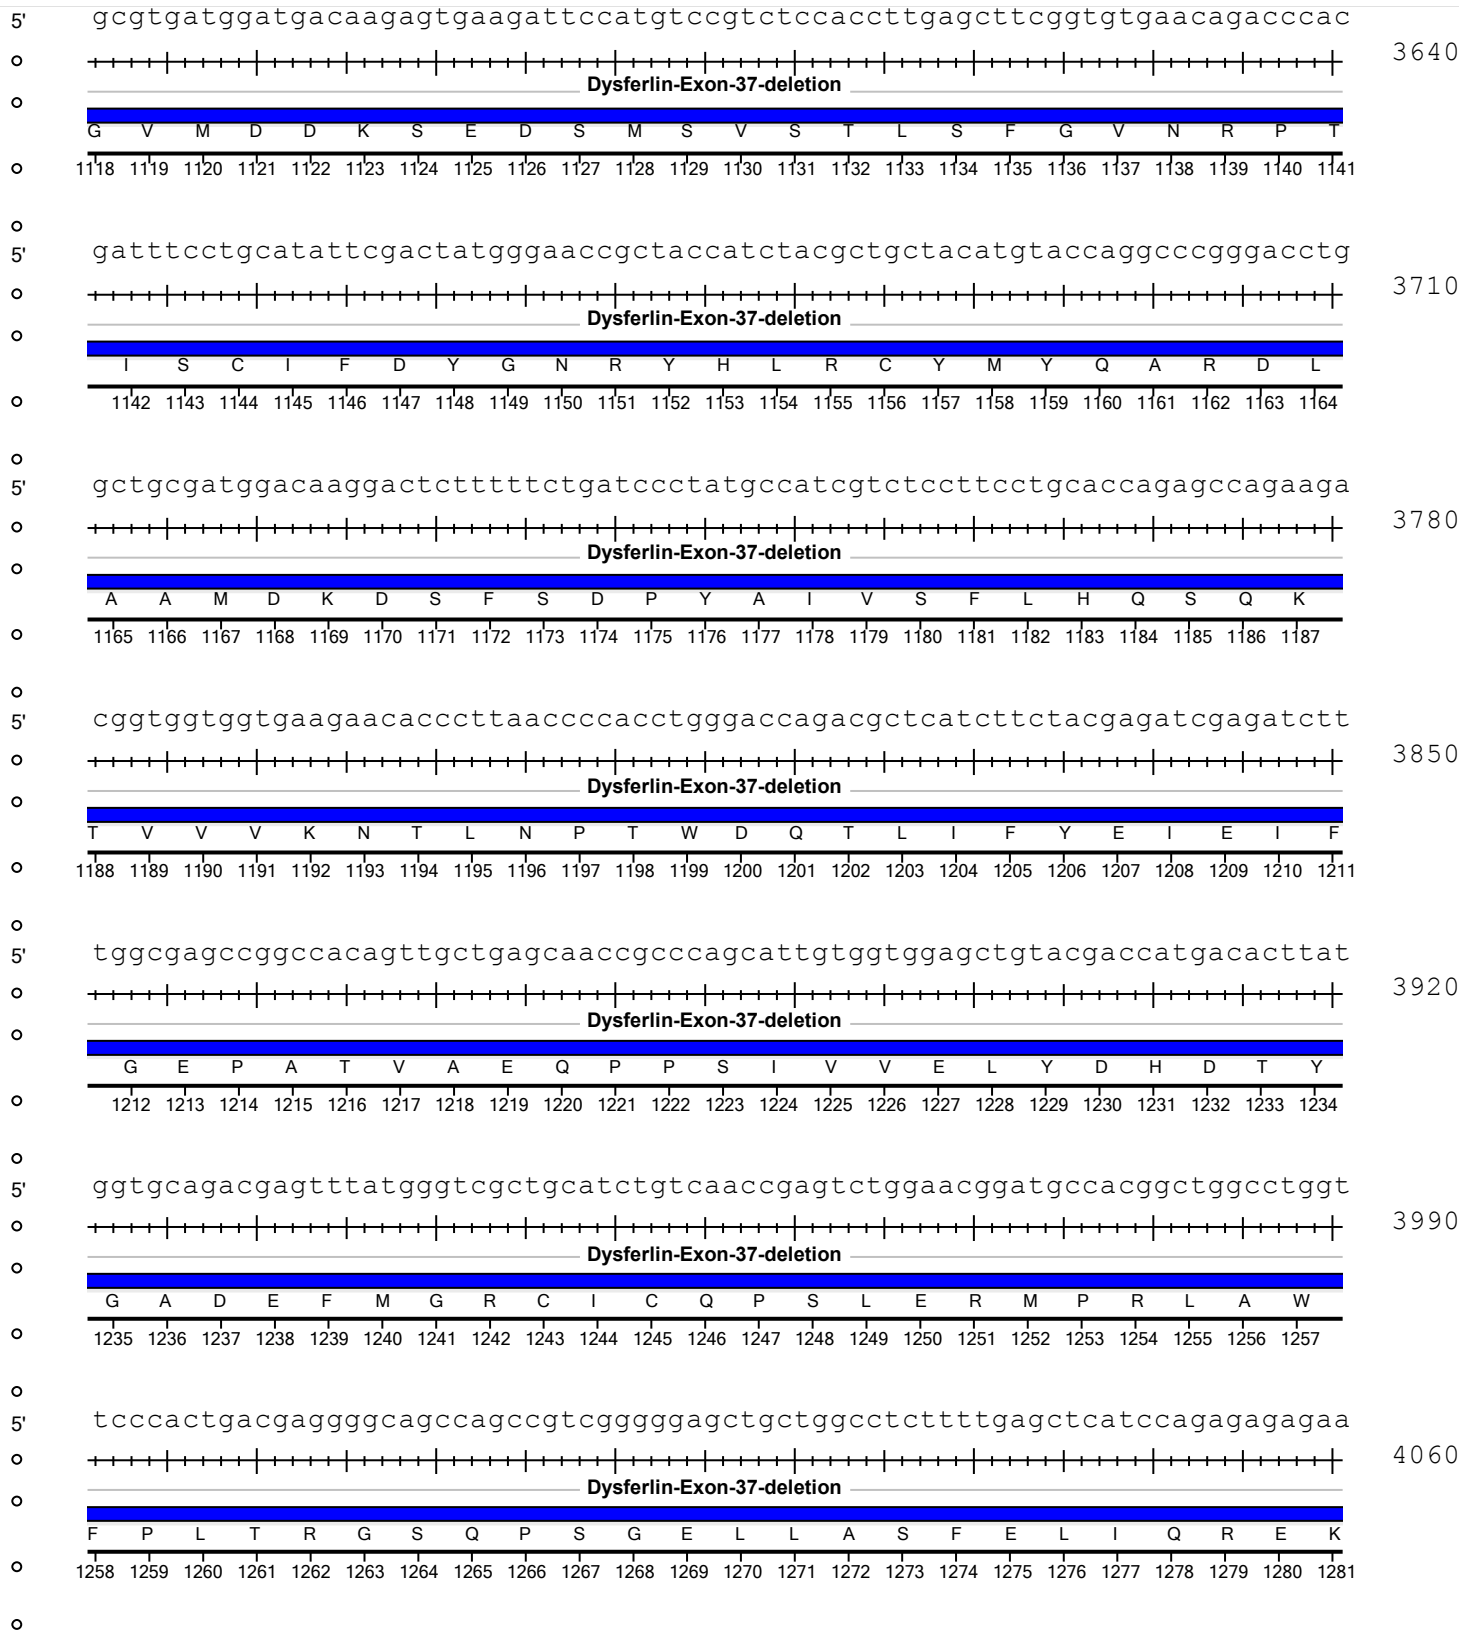 5' gcgtgatggatgacaagagtgaagattccatgtccgtctccaccttgagcttcggtgtgaacagacccac
3640
Dysferlin-Exon-37-deletion
G V M D D K S E D S M S V S T L S F G V N R P T
1118 1119 1120 1121 1122 1123 1124 1125 1126 1127 1128 1129 1130 1131 1132 1133 1134 1135 1136 1137 1138 1139 1140 1141
5' gatttcctgcatattcgactatgggaaccgctaccatctacgctgctacatgtaccaggcccgggacctg
3710
Dysferlin-Exon-37-deletion
I S C I F D Y G N R Y H L R C Y M Y Q A R D L
1142 1143 1144 1145 1146 1147 1148 1149 1150 1151 1152 1153 1154 1155 1156 1157 1158 1159 1160 1161 1162 1163 1164
5' gctgcgatggacaaggactctttttctgatccctatgccatcgtctccttcctgcaccagagccagaaga
3780
Dysferlin-Exon-37-deletion
A A M D K D S F S D P Y A I V S F L H Q S Q K
1165 1166 1167 1168 1169 1170 1171 1172 1173 1174 1175 1176 1177 1178 1179 1180 1181 1182 1183 1184 1185 1186 1187
5' cggtggtggtgaagaacacccttaaccccacctgggaccagacgctcatcttctacgagatcgagatctt
3850
Dysferlin-Exon-37-deletion
T V V V K N T L N P T W D Q T L I F Y E I E I F
1188 1189 1190 1191 1192 1193 1194 1195 1196 1197 1198 1199 1200 1201 1202 1203 1204 1205 1206 1207 1208 1209 1210 1211
5' tggcgagccggccacagttgctgagcaaccgcccagcattgtggtggagctgtacgaccatgacacttat
3920
Dysferlin-Exon-37-deletion
G E P A T V A E Q P P S I V V E L Y D H D T Y
1212 1213 1214 1215 1216 1217 1218 1219 1220 1221 1222 1223 1224 1225 1226 1227 1228 1229 1230 1231 1232 1233 1234
5' ggtgcagacgagtttatgggtcgctgcatctgtcaaccgagtctggaacggatgccacggctggcctggt
3990
Dysferlin-Exon-37-deletion
G A D E F M G R C I C Q P S L E R M P R L A W
1235 1236 1237 1238 1239 1240 1241 1242 1243 1244 1245 1246 1247 1248 1249 1250 1251 1252 1253 1254 1255 1256 1257
5' tcccactgacgaggggcagccagccgtcgggggagctgctggcctcttttgagctcatccagagagagaa
4060
Dysferlin-Exon-37-deletion
F P L T R G S Q P S G E L L A S F E L I Q R E K
1258 1259 1260 1261 1262 1263 1264 1265 1266 1267 1268 1269 1270 1271 1272 1273 1274 1275 1276 1277 1278 1279 1280 1281